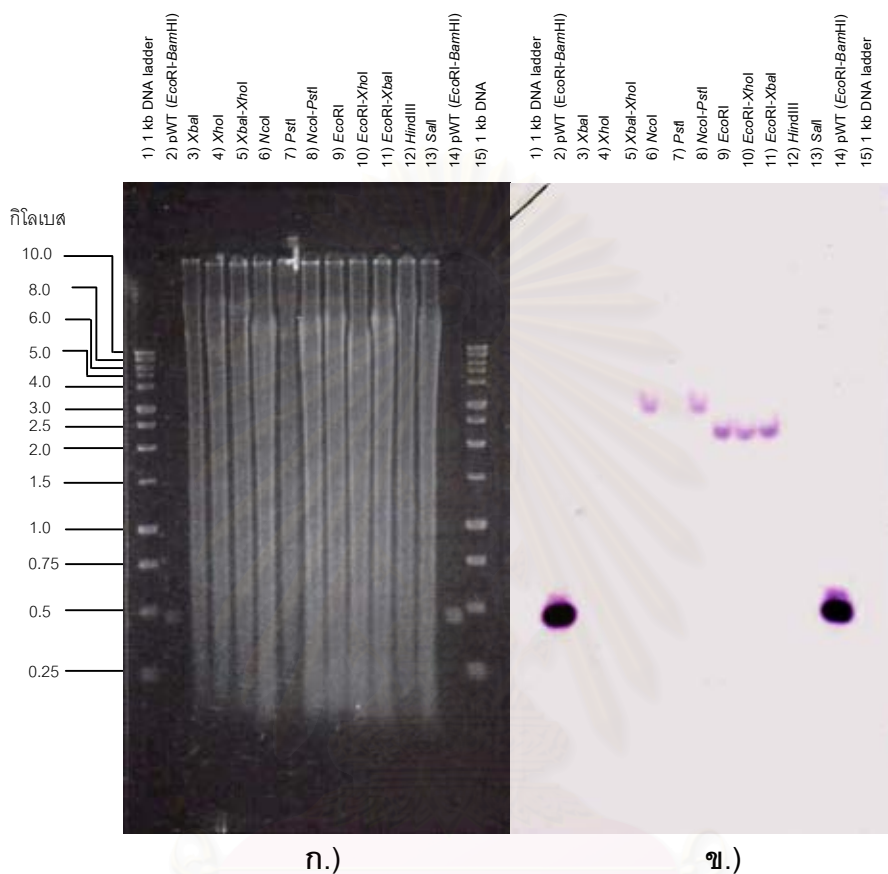 1) 1 kb DNA ladder
2) pWT (EcoRI-BamHI)
3) XbaI
4) XhoI
5) XbaI-XhoI
6) NcoI
7) PstI
8) NcoI-PstI
9) EcoRI
10) EcoRI-XhoI
11) EcoRI-XbaI
12) HindIII
13) SalI
14) pWT (EcoRI-BamHI)
15) 1 kb DNA
1) 1 kb DNA ladder
2) pWT (EcoRI-BamHI)
3) XbaI
4) XhoI
5) XbaI-XhoI
6) NcoI
7) PstI
8) NcoI-PstI
9) EcoRI
10) EcoRI-XhoI
11) EcoRI-XbaI
12) HindIII
13) SalI
14) pWT (EcoRI-BamHI)
15) 1 kb DNA
กิโลเบส
10.0
8.0
6.0
5.0
4.0
3.0
2.5
2.0
1.5
1.0
0.75
0.5
0.25
ก.)
ข.)